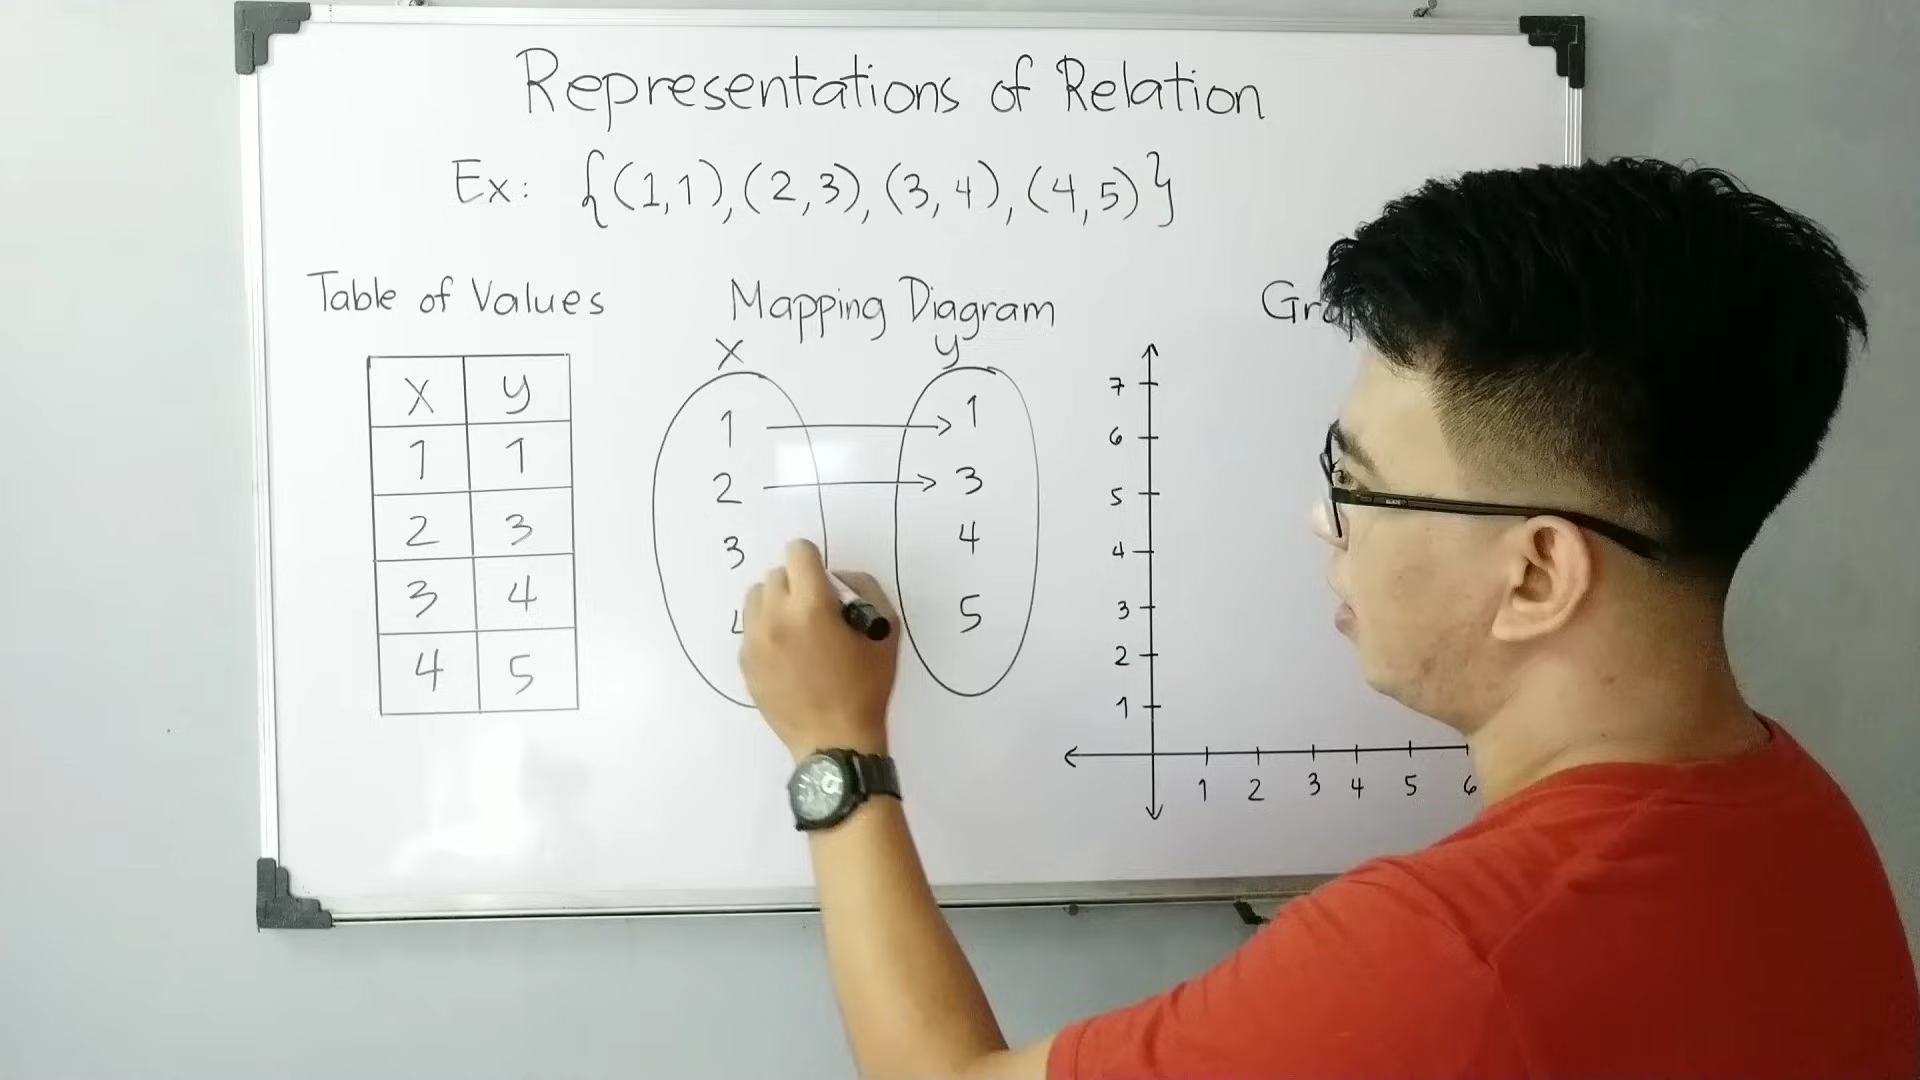 Representations of Relation
Ex: {(1,1),(2,3),(3,4),(4,5)}
Table of Values
x y
1 1
2 3
3 4
4 5
Mapping Diagram
x y
1 1
2 3
3 4
5
7
6
5
4
3
2
1
1 2 3 4 5 6